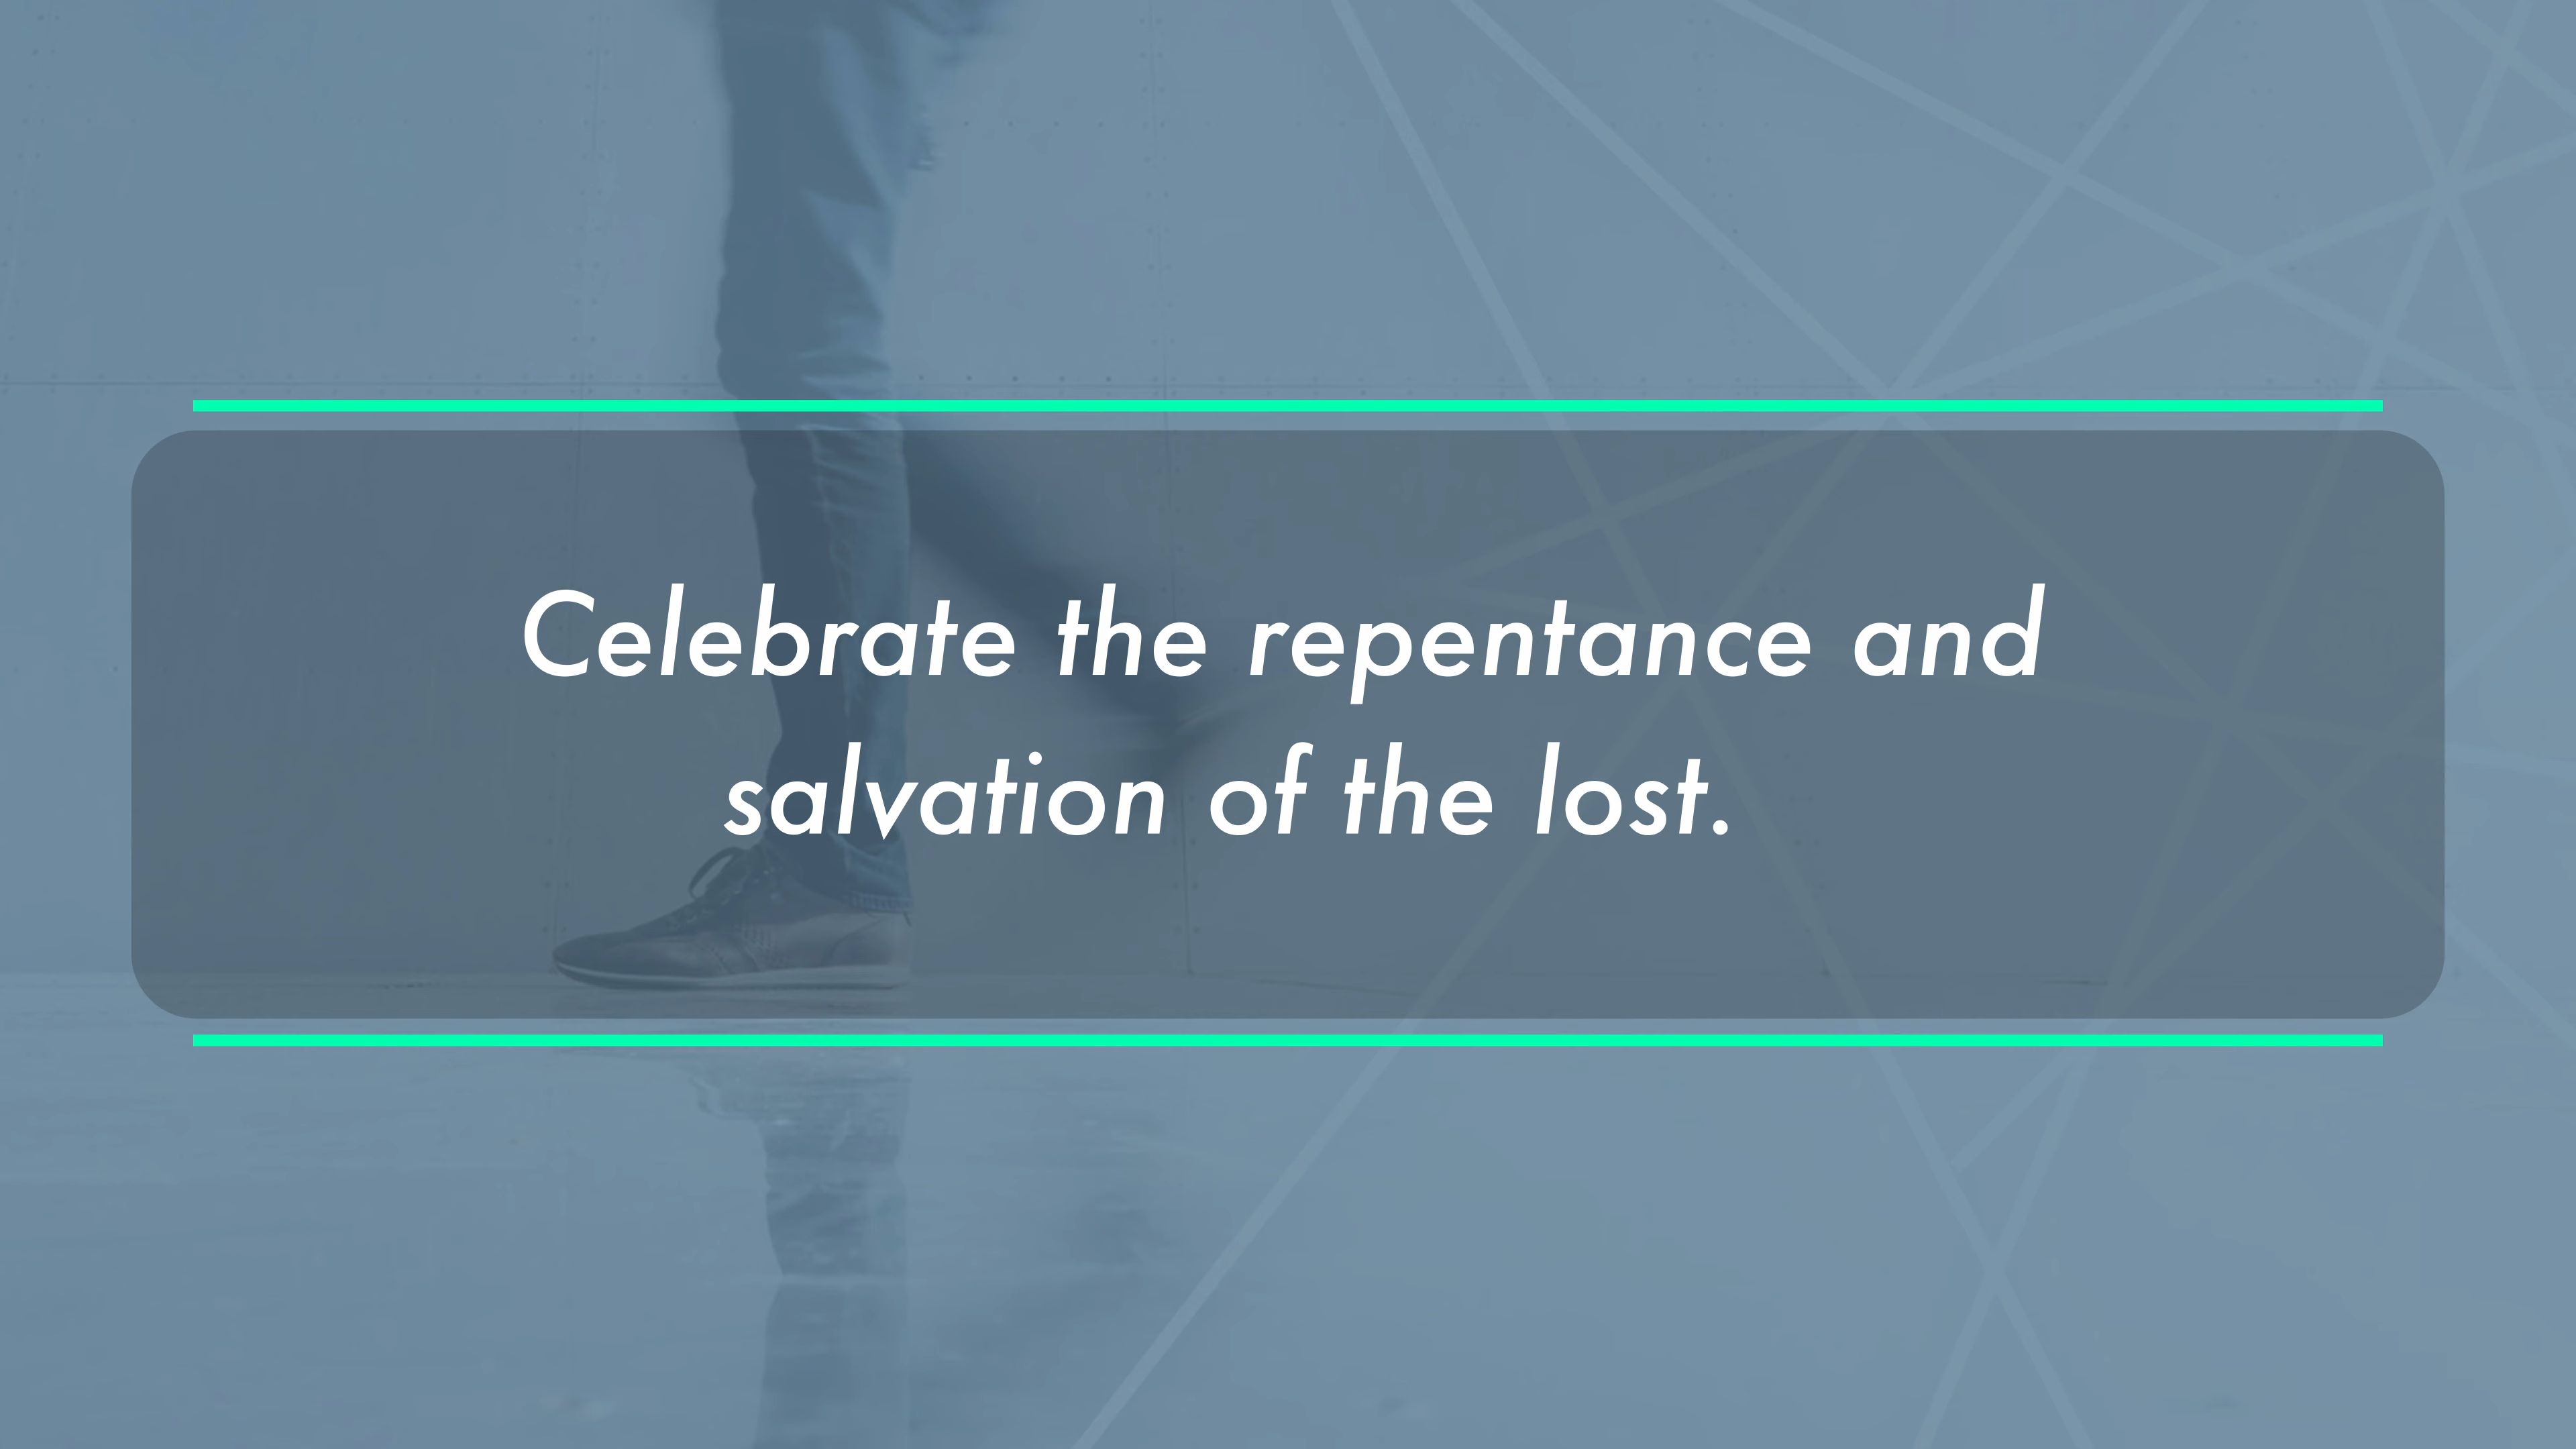 Celebrate the repentance and
salvation of the lost.